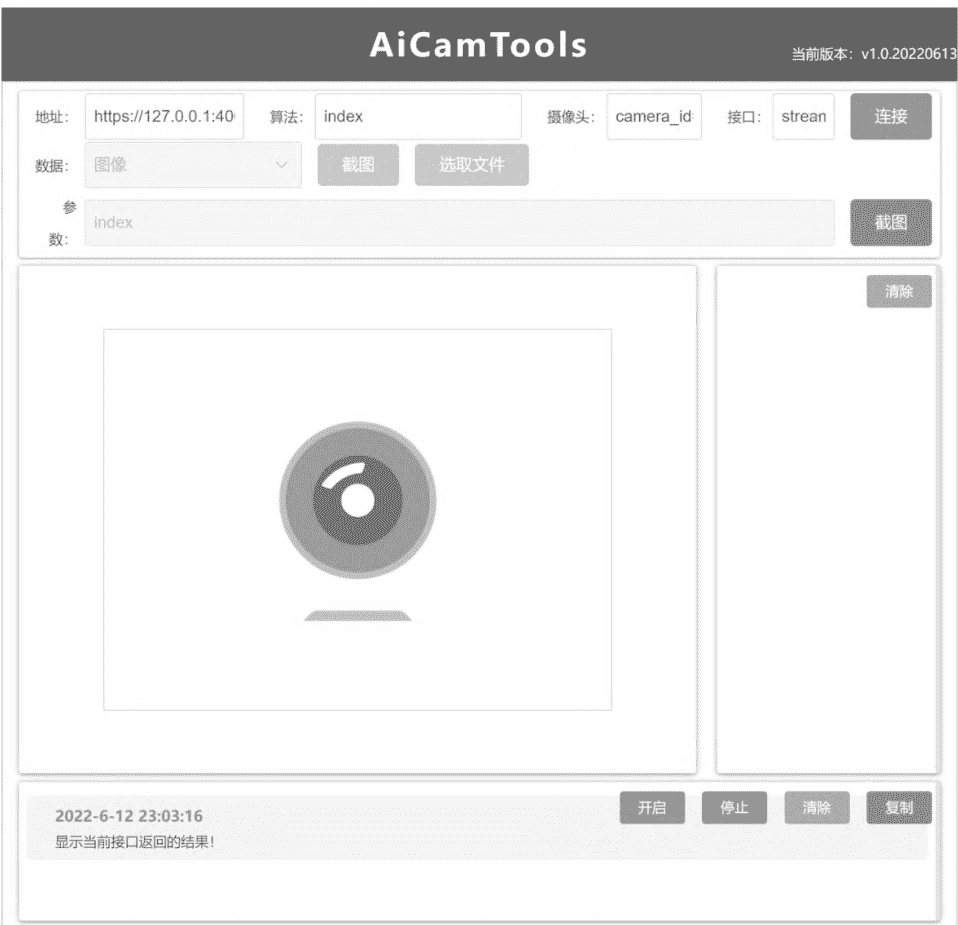 AiCamTools
当前版本：v1.0.20220613
地址： https://127.0.0.1:40 算法： index 摄像头： camera_id 接口： strean 连接
数据： 图像 截图 选取文件
参数： index 截图
清除
2022-6-12 23:03:16 开启 停止 清除 复制
显示当前接口返回的结果！